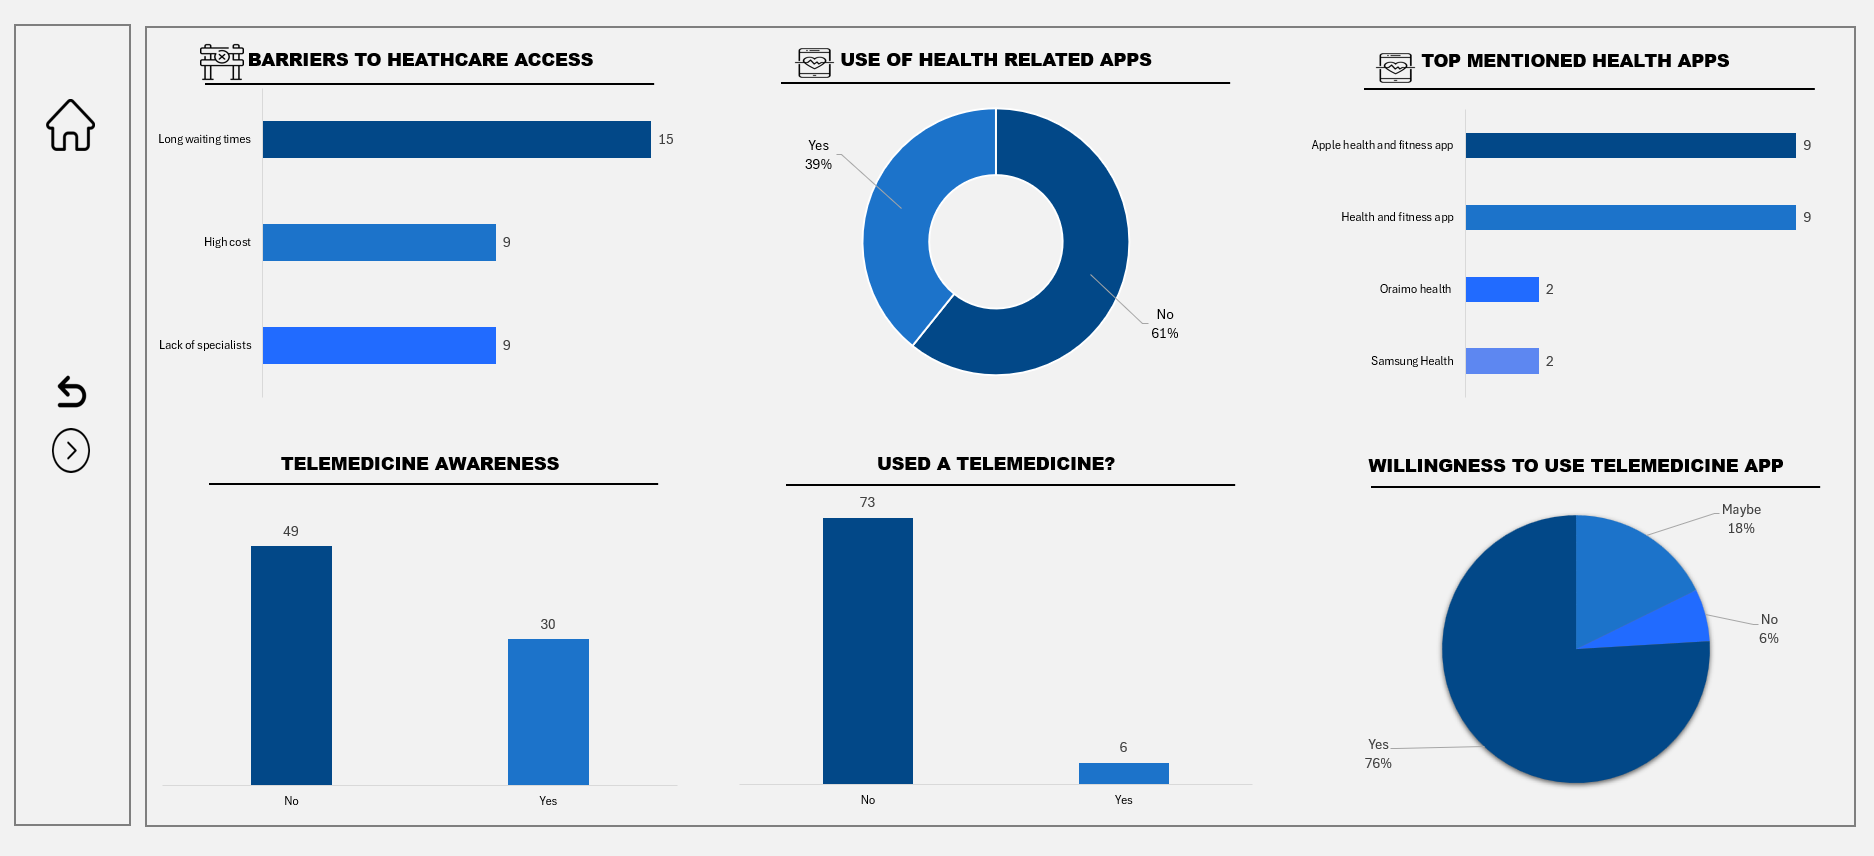 BARRIERS TO HEATHCARE ACCESS
Long waiting times
15
High cost
9
Lack of specialists
9
USE OF HEALTH RELATED APPS
Yes
39%
No
61%
TOP MENTIONED HEALTH APPS
Apple health and fitness app
9
Health and fitness app
9
Oraimo health
2
Samsung Health
2
TELEMEDICINE AWARENESS
49
30
No
Yes
USED A TELEMEDICINE?
73
6
No
Yes
WILLINGNESS TO USE TELEMEDICINE APP
Maybe
18%
No
6%
Yes
76%